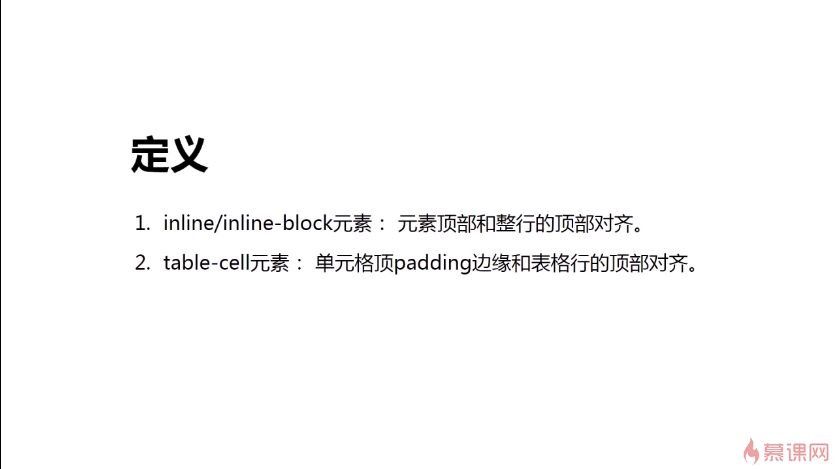 定义
1. inline/inline-block元素： 元素顶部和整行的顶部对齐。
2. table-cell元素： 单元格顶padding边缘和表格行的顶部对齐。
慕课网